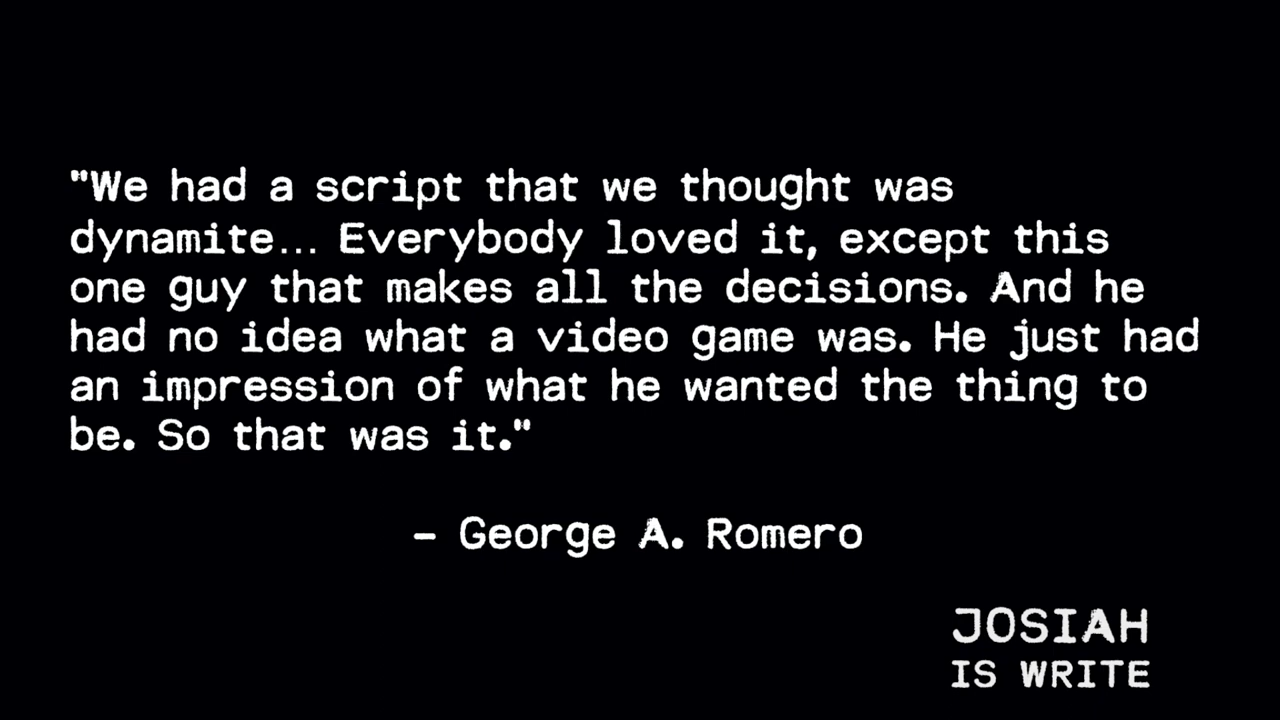 "We had a script that we thought was
dynamite... Everybody loved it, except this
one guy that makes all the decisions. And he
had no idea what a video game was. He just had
an impression of what he wanted the thing to
be. So that was it."
– George A. Romero
JOSIAH
IS WRITE